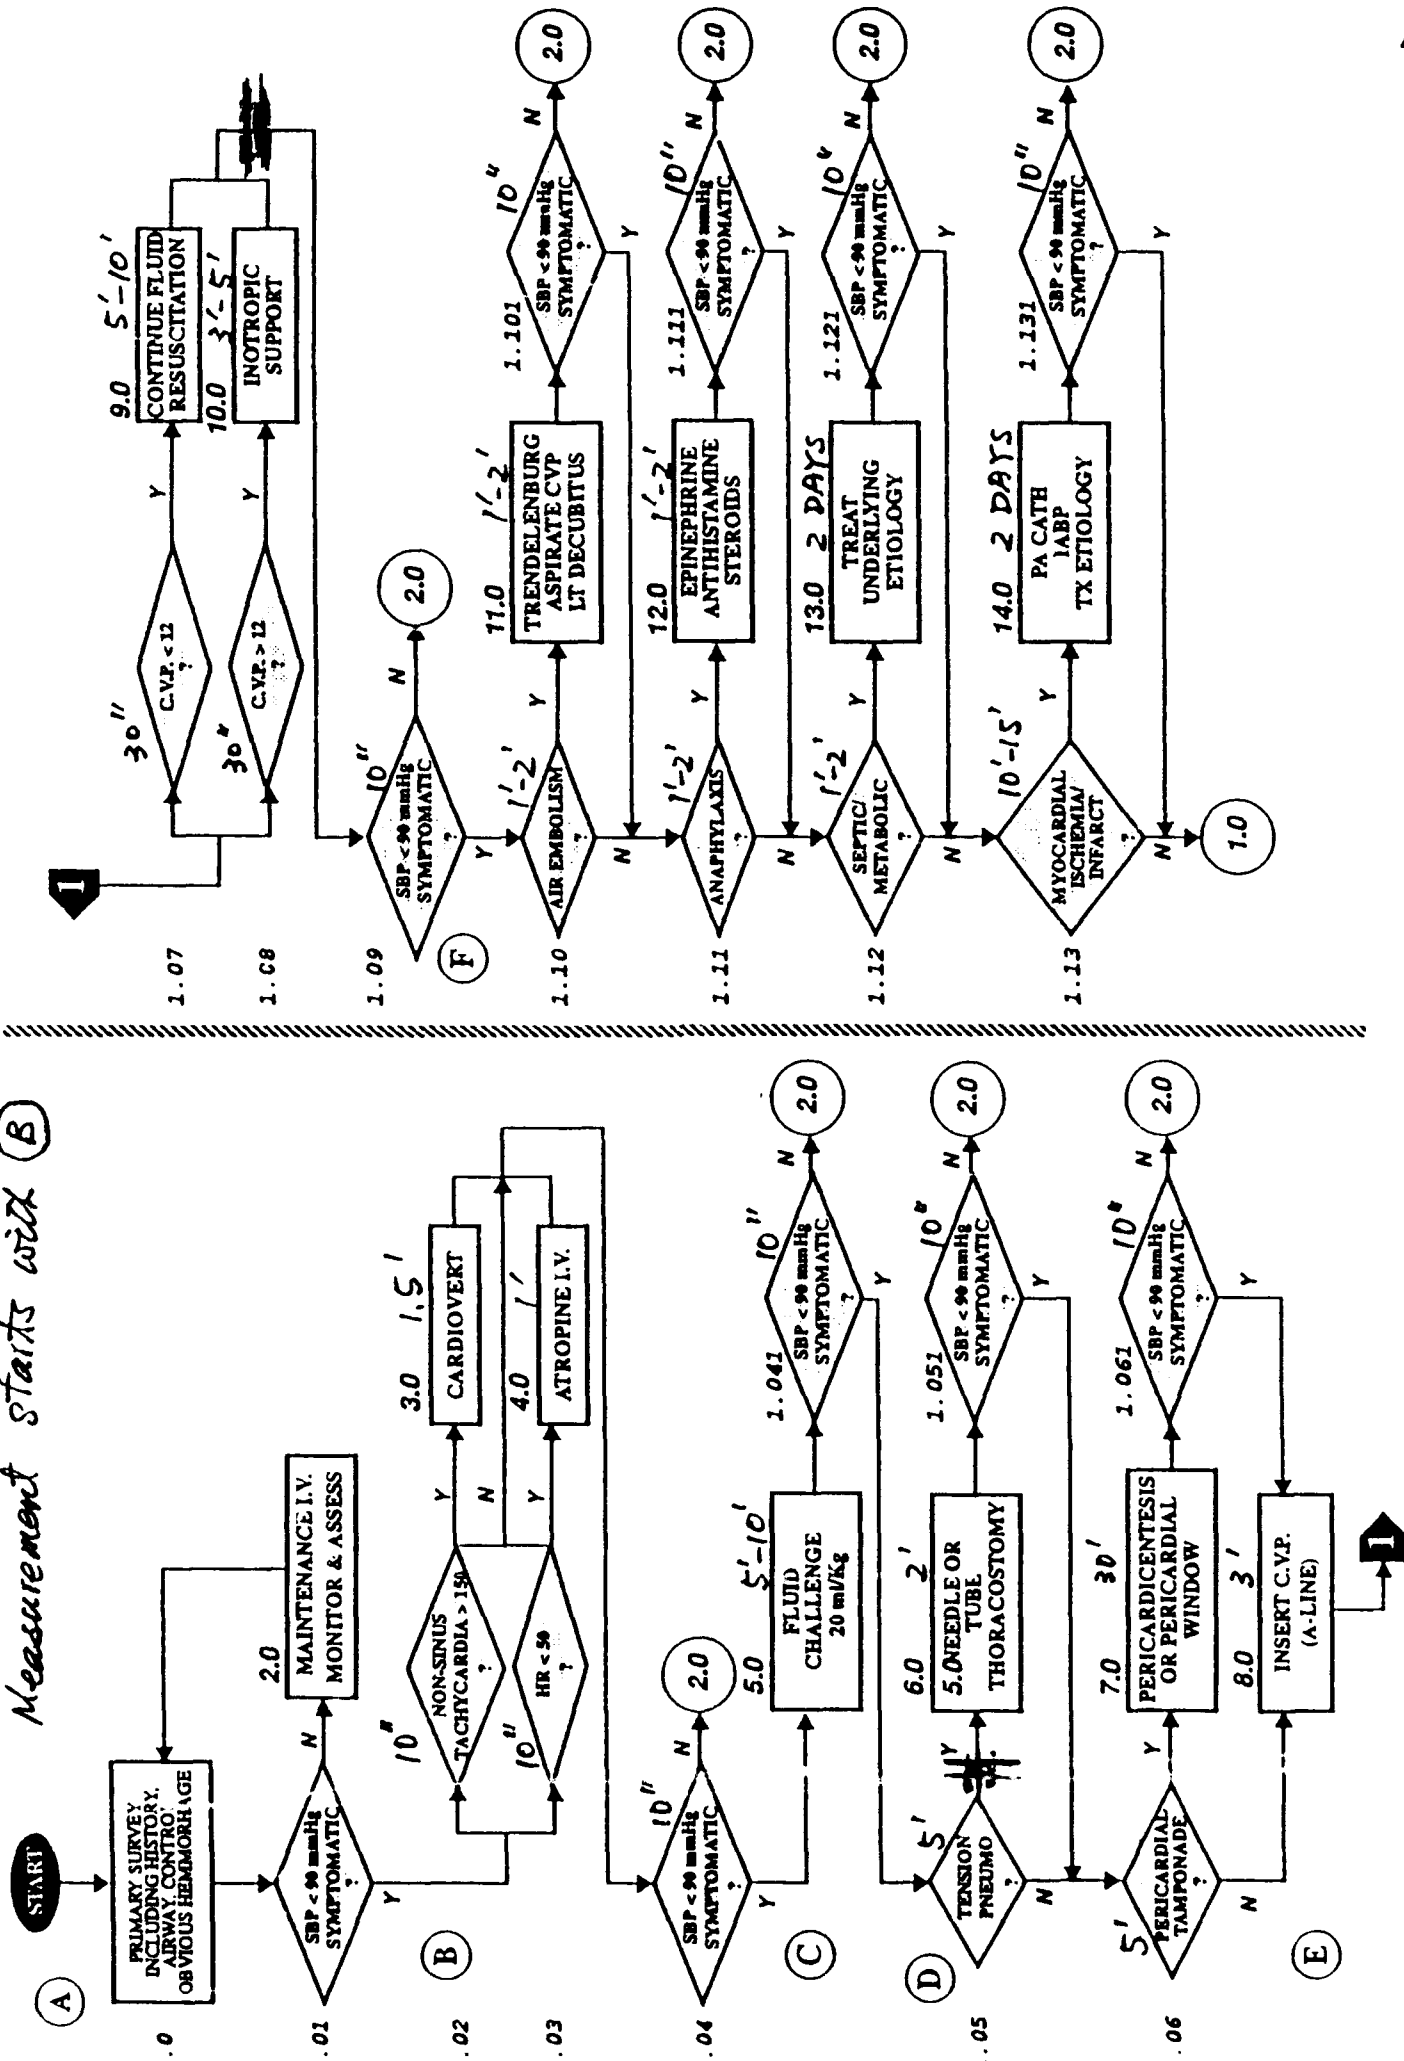 Measurement starts with B
START
A
.0
PRIMARY SURVEY
INCLUDING HISTORY,
AIRWAY, CONTROL
OBVIOUS HEMMORHAGE
2.0
MAINTENANCE I.V.
MONITOR & ASSESS
.01
SBP < 90 mmHg
SYMPTOMATIC
?
N
Y
B
.02
10"
NON-SINUS
TACHYCARDIA > 150
?
Y
N
3.0 1,5'
CARDIOVERT
.03
10"
HR < 50
?
Y
4.0 1'
ATROPINE I.V.
.04
10"
SBP < 90 mmHg
SYMPTOMATIC
?
N
2.0
Y
C
5.0 5'-10'
FLUID
CHALLENGE
20 ml/Kg
1.041
10"
SBP < 90 mmHg
SYMPTOMATIC
?
N
2.0
Y
D
.05
5'
TENSION
PNEUMO
?
Y
N
6.0 2'
5.0NEEDLE OR
TUBE
THORACOSTOMY
1.051
10"
SBP < 90 mmHg
SYMPTOMATIC
?
N
2.0
Y
.06
5'
PERICARDIAL
TAMPONADE
?
Y
N
7.0 30'
PERICARDICENTESIS
OR PERICARDIAL
WINDOW
1.061
10"
SBP < 90 mmHg
SYMPTOMATIC
?
N
2.0
Y
E
8.0 3'
INSERT C.V.P.
(A-LINE)
1
1
1.07
30"
C.V.P. < 12
?
Y
9.0 5'-10'
CONTINUE FLUID
RESUSCITATION
1.08
30"
C.V.P. > 12
?
Y
10.0 3'-5'
INOTROPIC
SUPPORT
1.09
10"
SBP < 90 mmHg
SYMPTOMATIC
?
N
2.0
Y
F
1.10
1'-2'
AIR EMBOLISM
?
Y
N
11.0 1'-2'
TRENDELENBURG
ASPIRATE CVP
LT DECUBITUS
1.101
10"
SBP < 90 mmHg
SYMPTOMATIC
?
N
2.0
Y
1.11
1'-2'
ANAPHYLAXIS
?
Y
N
12.0 1'-2'
EPINEPHRINE
ANTIHISTAMINE
STEROIDS
1.111
10"
SBP < 90 mmHg
SYMPTOMATIC
?
N
2.0
Y
1.12
1'-2'
SEPTIC/
METABOLIC
?
Y
N
13.0 2 DAYS
TREAT
UNDERLYING
ETIOLOGY
1.121
10"
SBP < 90 mmHg
SYMPTOMATIC
?
N
2.0
Y
1.13
10'-15'
MYOCARDIAL
ISCHEMIA/
INFARCT
?
Y
N
14.0 2 DAYS
PA CATH
IABP
TX ETIOLOGY
1.131
10"
SBP < 90 mmHg
SYMPTOMATIC
?
N
2.0
Y
1.0